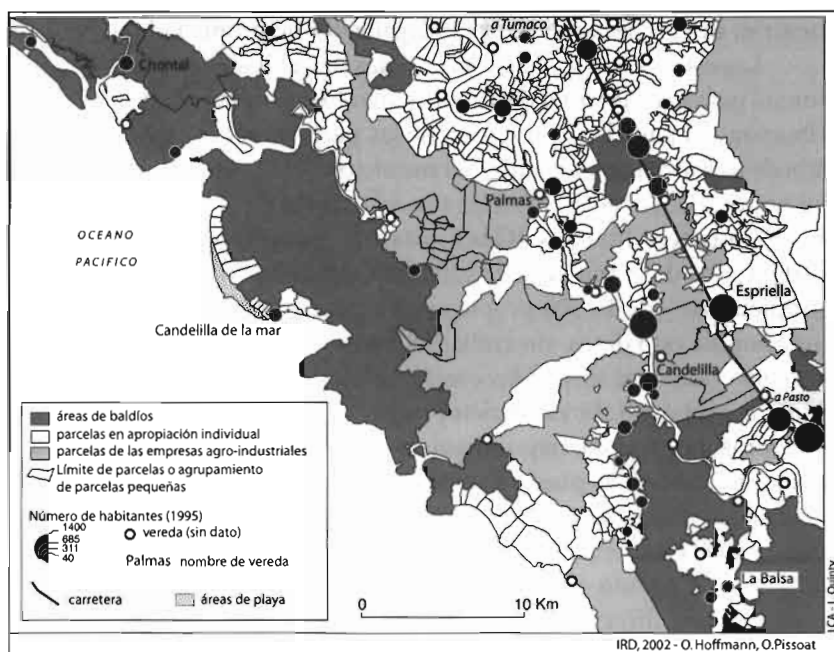 a Tumaco
Chontal
Palmas
OCEANO
PACIFICO
Espriella
Candelilla de la mar
Candelilla
a Pasto
áreas de baldíos
parcelas en apropiación individual
parcelas de las empresas agro-industriales
Límite de parcelas o agrupamiento
de parcelas pequeñas
Número de habitantes (1995)
1400
685
311
40
vereda (sin dato)
Palmas nombre de vereda
carretera
áreas de playa
0 10 Km
La Balsa
IRD, 2002 - O. Hoffmann, O.Pissoat